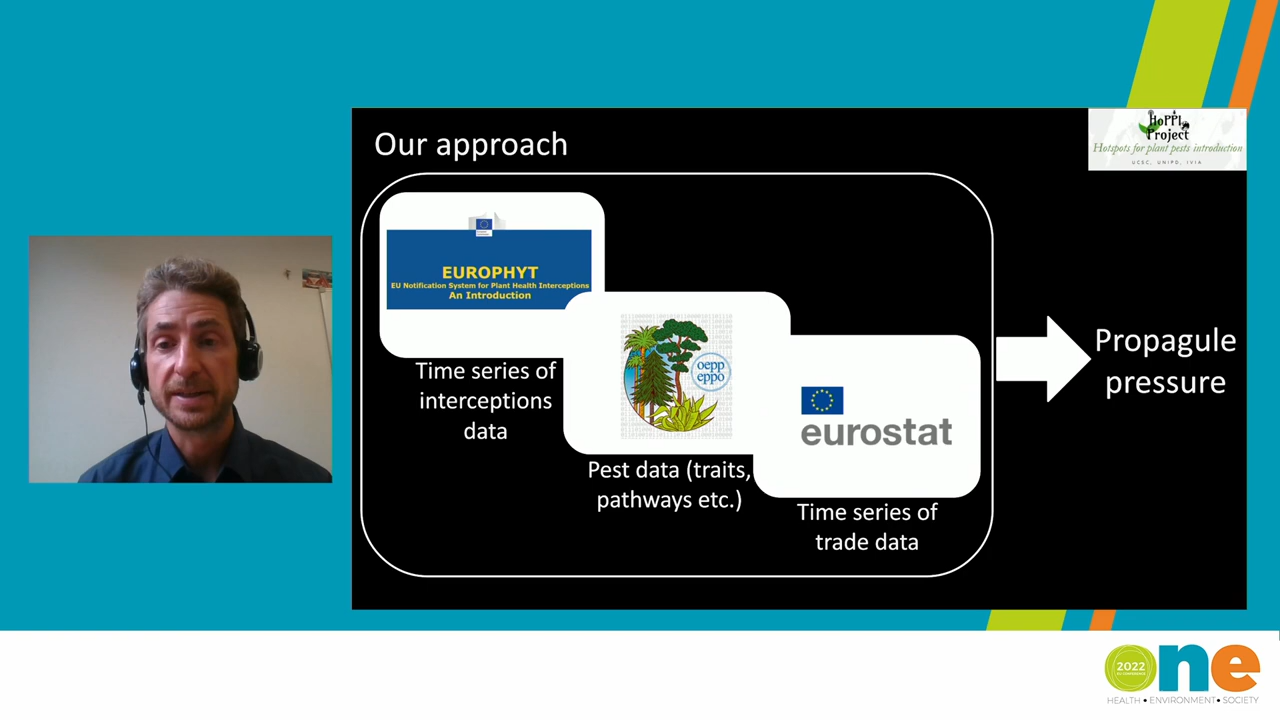 Our approach
HoPPI
Project
Hotspots for plant pests introduction
UCSC, UNIPD, IVIA
EUROPHYT
EU Notification System for Plant Health Interceptions
An Introduction
Time series of
interceptions
data
oepp
eppo
Pest data (traits,
pathways etc.)
eurostat
Time series of
trade data
Propagule
pressure
2022
one
HEALTH • ENVIRONMENT • SOCIETY